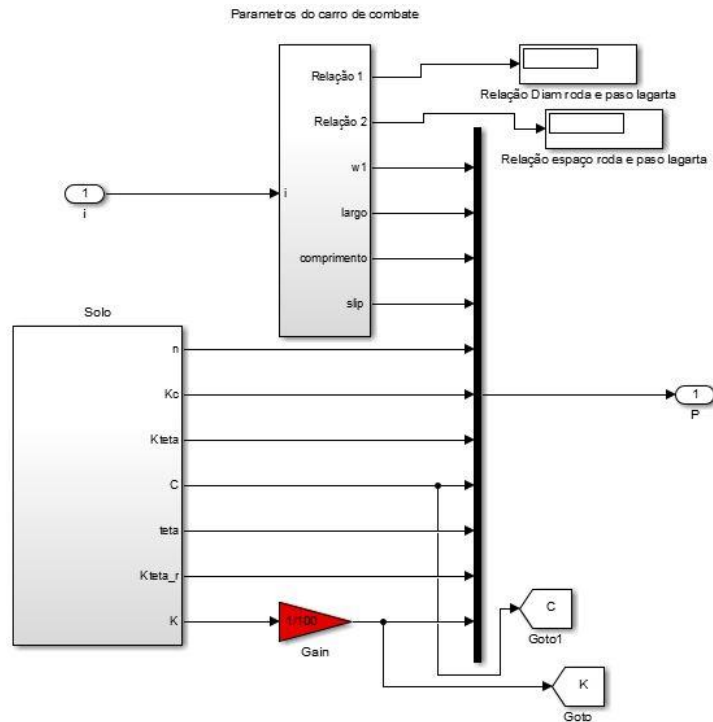 Parametros do carro de combate
Relação 1
Relação Diam roda e paso lagarta
Relação 2
Relação espaço roda e paso lagarta
w1
1
i
i
largo
comprimento
slip
Solo
n
Kc
1
P
Kteta
C
teta
Kteta_r
C
Goto1
K
1/100
Gain
K
Goto